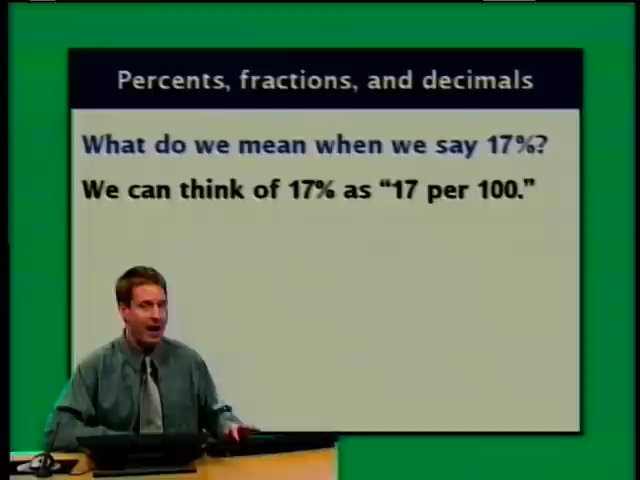 Percents, fractions, and decimals
What do we mean when we say 17%?
We can think of 17% as “17 per 100.”